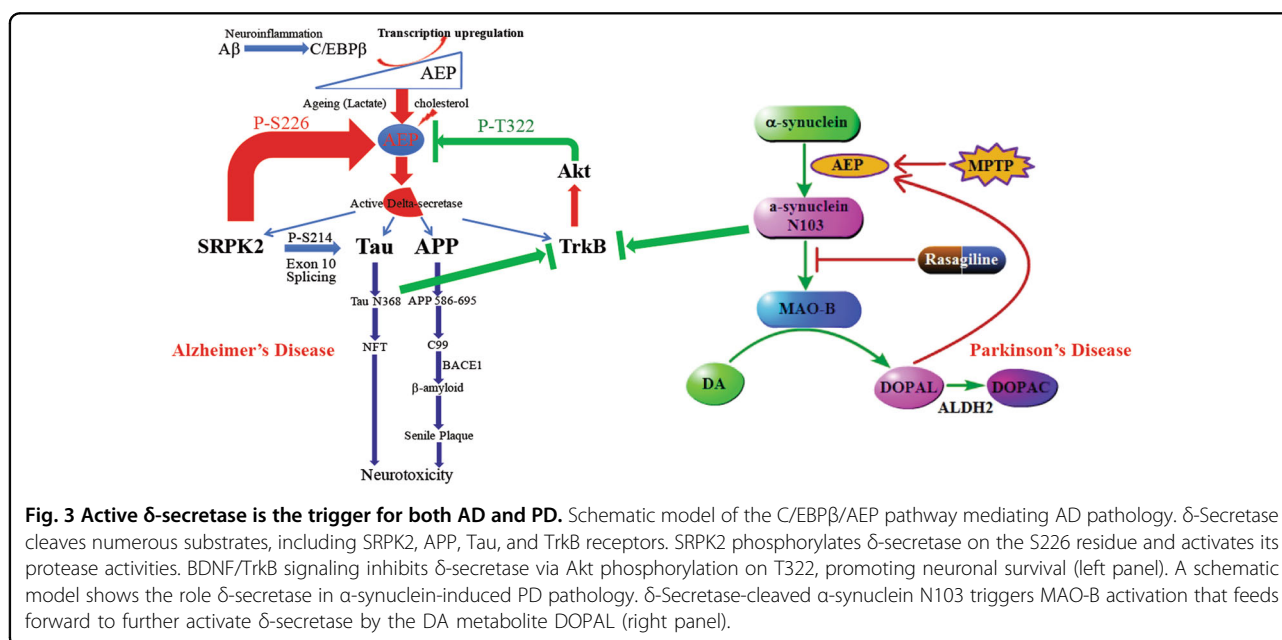 Neuroinflammation
Aβ C/EBPβ
Transcription upregulation
AEP
Ageing (Lactate) cholesterol
P-S226
AEP
P-T322
Akt
Active Delta-secretase
SRPK2
P-S214
Exon 10
Splicing
Tau
APP
TrkB
Tau N368
APP 586-695
NFT
C99
BACE1
β-amyloid
Senile Plaque
Neurotoxicity
Alzheimer's Disease
α-synuclein
AEP
MPTP
a-synuclein
N103
Rasagiline
MAO-B
Parkinson's Disease
DA
DOPAL
DOPAC
ALDH2
Fig. 3 Active δ-secretase is the trigger for both AD and PD. Schematic model of the C/EBPβ/AEP pathway mediating AD pathology. δ-Secretase
cleaves numerous substrates, including SRPK2, APP, Tau, and TrkB receptors. SRPK2 phosphorylates δ-secretase on the S226 residue and activates its
protease activities. BDNF/TrkB signaling inhibits δ-secretase via Akt phosphorylation on T322, promoting neuronal survival (left panel). A schematic
model shows the role δ-secretase in α-synuclein-induced PD pathology. δ-Secretase-cleaved α-synuclein N103 triggers MAO-B activation that feeds
forward to further activate δ-secretase by the DA metabolite DOPAL (right panel).